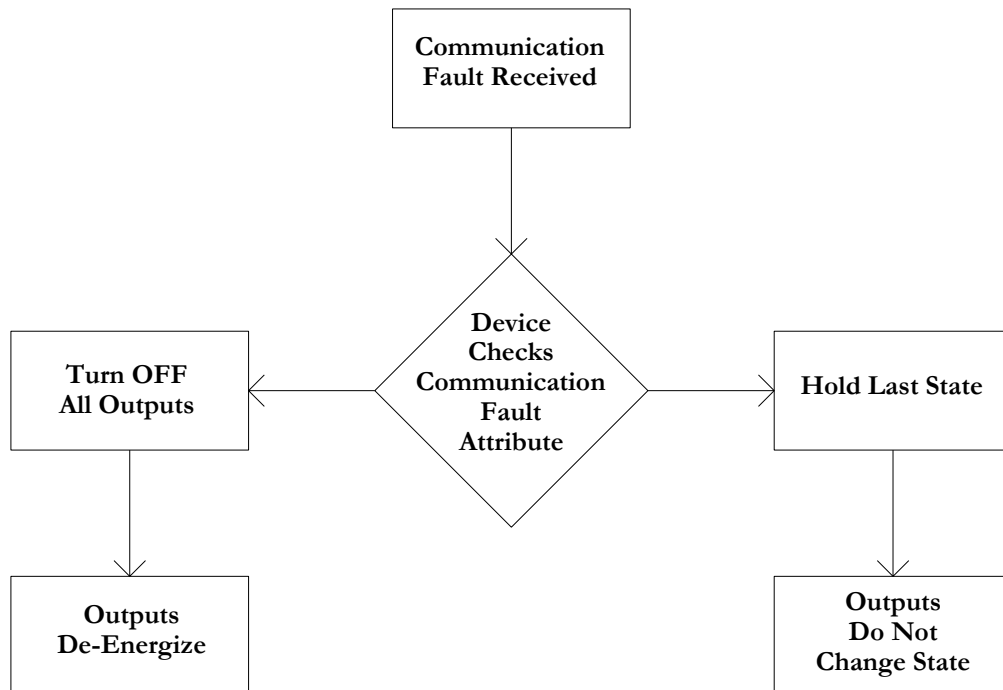 Communication
Fault Received
Device
Checks
Communication
Fault
Attribute
Turn OFF
All Outputs
Hold Last State
Outputs
De-Energize
Outputs
Do Not
Change State